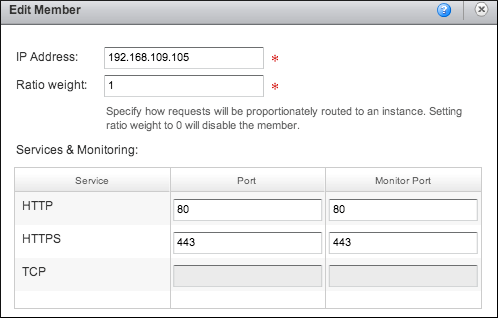 Edit Member
IP Address: 192.168.109.105 *
Ratio weight: 1 *
Specify how requests will be proportionately routed to an instance. Setting
ratio weight to 0 will disable the member.
Services & Monitoring:
Service Port Monitor Port
HTTP 80 80
HTTPS 443 443
TCP